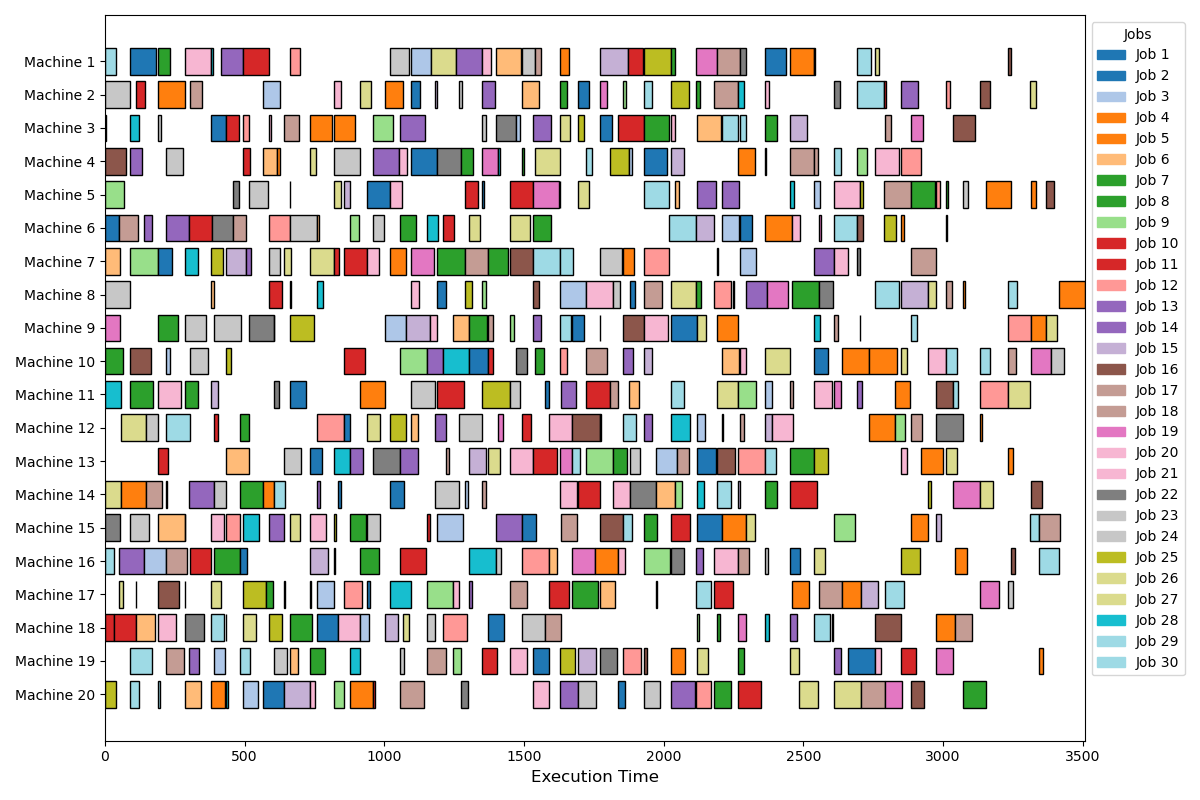 Machine 1
Machine 2
Machine 3
Machine 4
Machine 5
Machine 6
Machine 7
Machine 8
Machine 9
Machine 10
Machine 11
Machine 12
Machine 13
Machine 14
Machine 15
Machine 16
Machine 17
Machine 18
Machine 19
Machine 20
0 500 1000 1500 2000 2500 3000 3500
Execution Time
Jobs
Job 1
Job 2
Job 3
Job 4
Job 5
Job 6
Job 7
Job 8
Job 9
Job 10
Job 11
Job 12
Job 13
Job 14
Job 15
Job 16
Job 17
Job 18
Job 19
Job 20
Job 21
Job 22
Job 23
Job 24
Job 25
Job 26
Job 27
Job 28
Job 29
Job 30